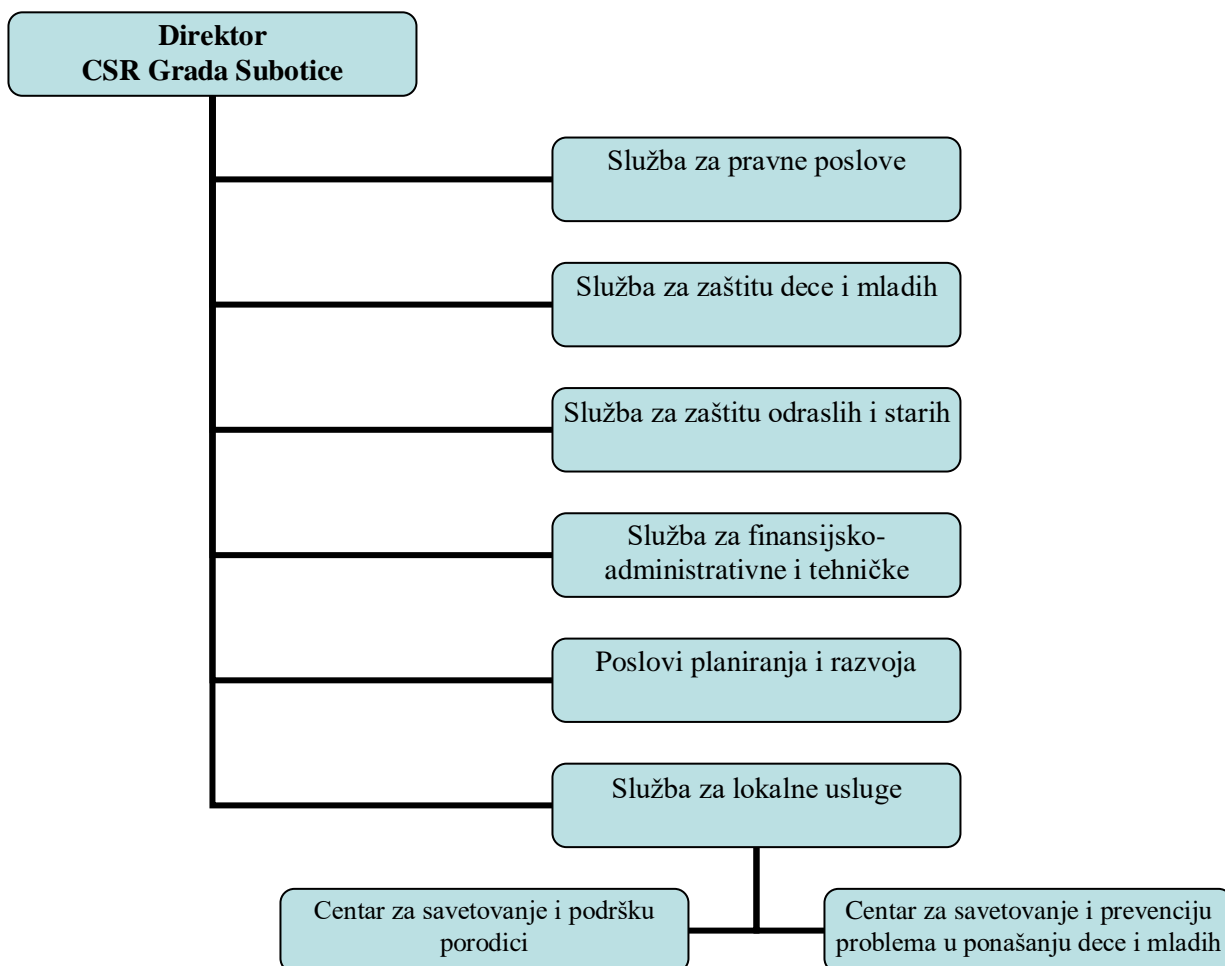 Direktor
CSR Grada Subotice
Služba za pravne poslove
Služba za zaštitu dece i mladih
Služba za zaštitu odraslih i starih
Služba za finansijsko-
administrativne i tehničke
Poslovi planiranja i razvoja
Služba za lokalne usluge
Centar za savetovanje i podršku
porodici
Centar za savetovanje i prevenciju
problema u ponašanju dece i mladih